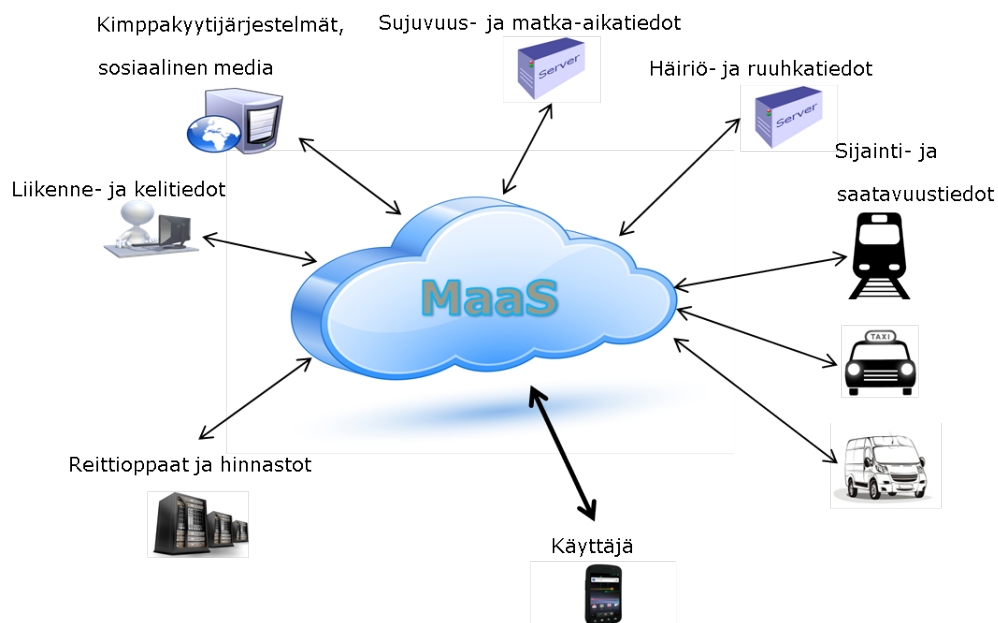 Kimppakyytijärjestelmät,
sosiaalinen media
Sujuvuus- ja matka-aikatiedot
Server
Häiriö- ja ruuhkatiedot
Server
Sijainti- ja
saatavuustiedot
Liikenne- ja kelitiedot
MaaS
TAXI
Reittioppaat ja hinnastot
Käyttäjä